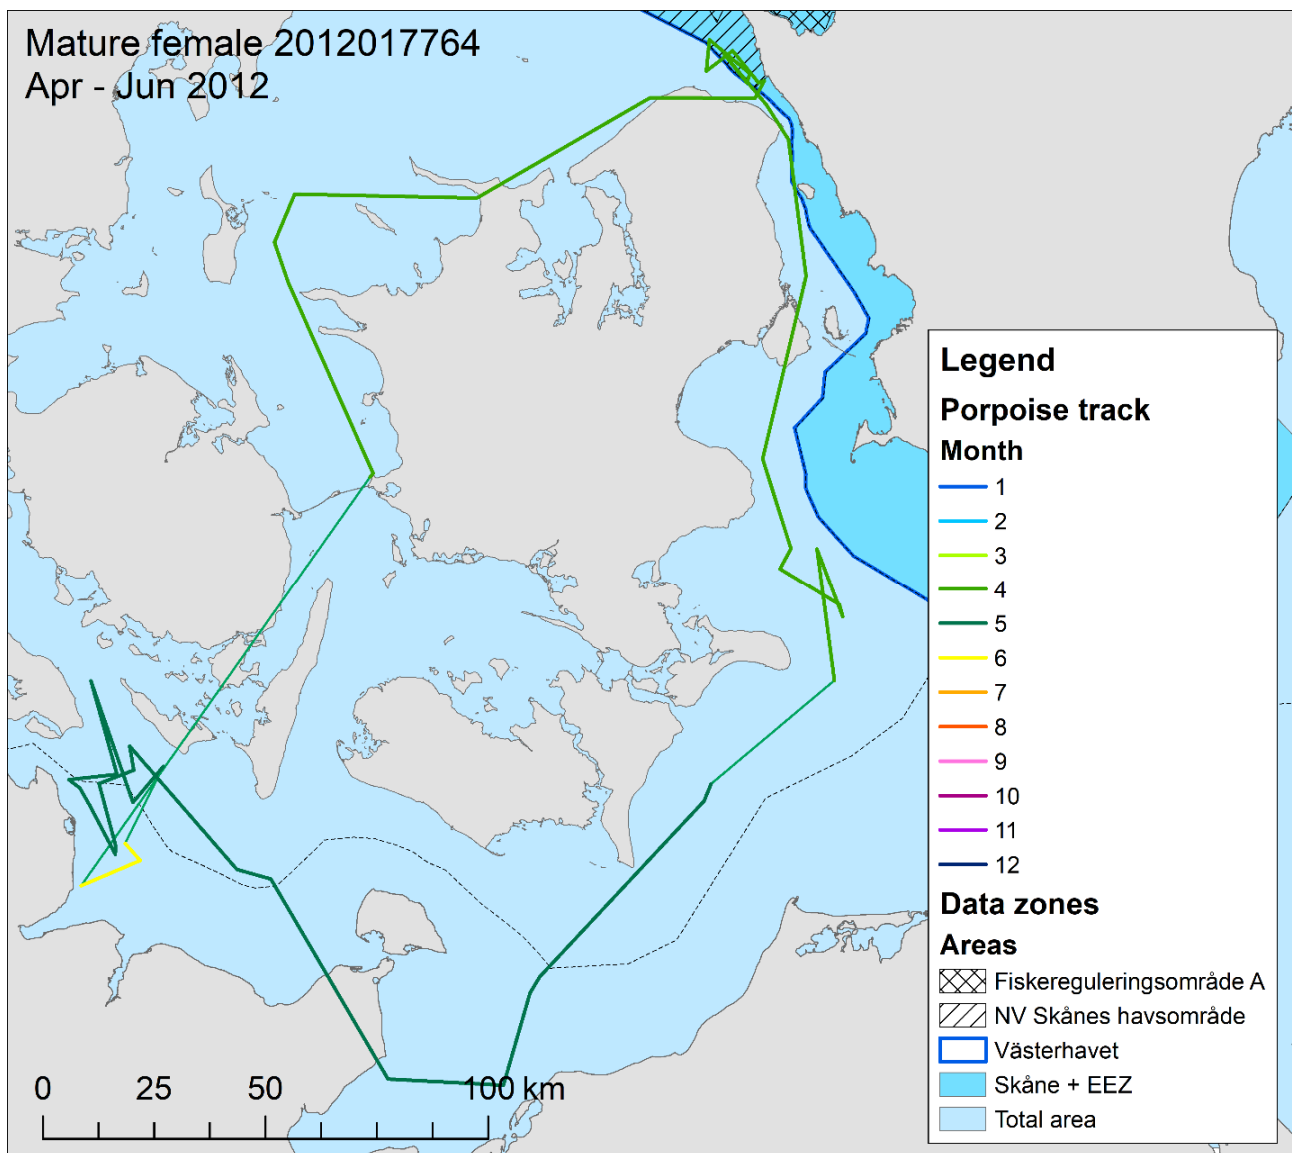 Mature female 2012017764
Apr - Jun 2012
Legend
Porpoise track
Month
1
2
3
4
5
6
7
8
9
10
11
12
Data zones
Areas
Fiskereguleringsområde A
NV Skånes havsområde
Västerhavet
Skåne + EEZ
Total area
0 25 50 100 km